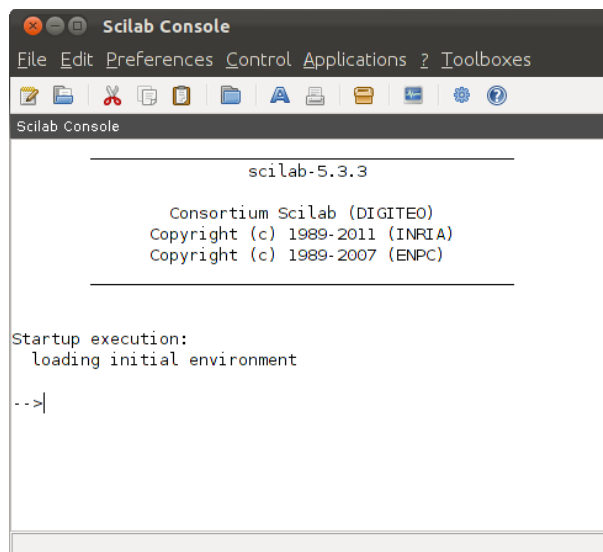 Scilab Console
File Edit Preferences Control Applications ? Toolboxes
Scilab Console
scilab-5.3.3
Consortium Scilab (DIGITEO)
Copyright (c) 1989-2011 (INRIA)
Copyright (c) 1989-2007 (ENPC)
Startup execution:
loading initial environment
-->